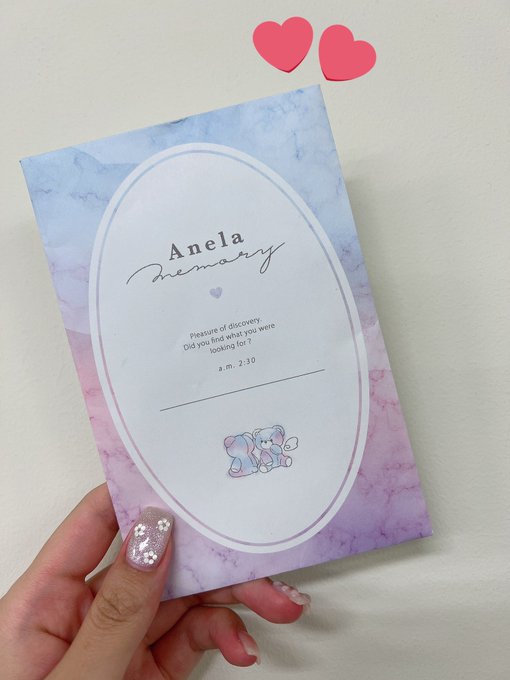 Anela
memory
Pleasure of discovery.
Did you find what you were
looking for ?
a.m. 2:30